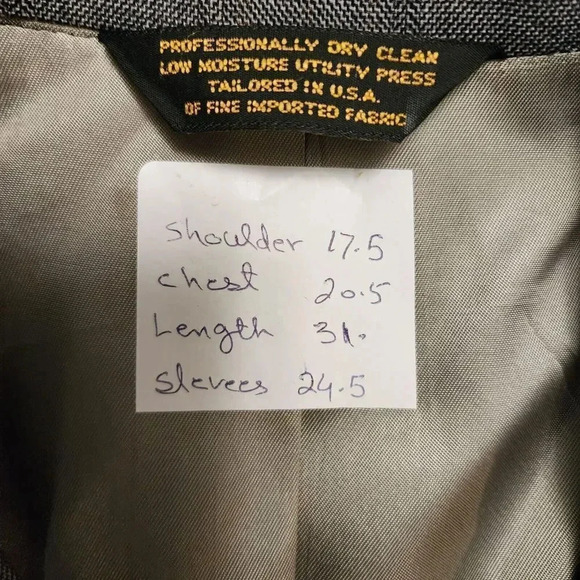 PROFESSIONALLY DRY CLEAN
LOW MOISTURE UTILITY PRESS
TAILORED IN U.S.A.
OF FINE IMPORTED FABRIC
Shoulder 17.5
chest 20.5
Length 31.
Slevees 24.5